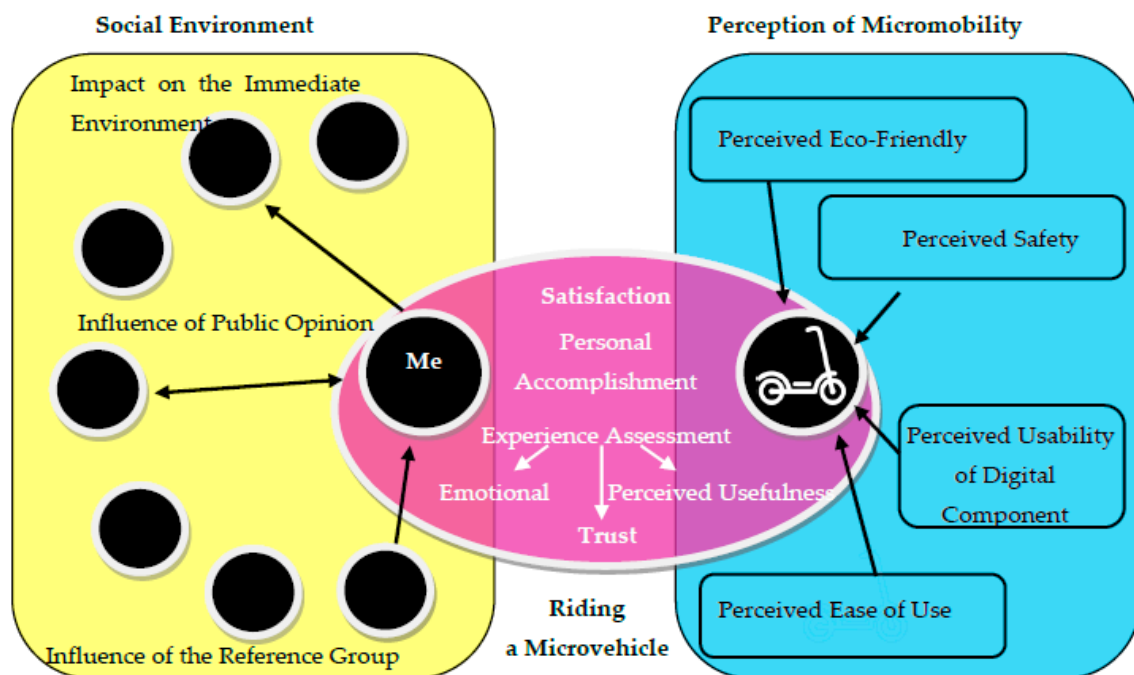 Social Environment
Perception of Micromobility
Impact on the Immediate
Environment
Perceived Eco-Friendly
Perceived Safety
Influence of Public Opinion
Me
Satisfaction
Personal
Accomplishment
Experience Assessment
Emotional
Perceived Usefulness
Trust
Perceived Usability
of Digital
Component
Perceived Ease of Use
Riding
a Microvehicle
Influence of the Reference Group